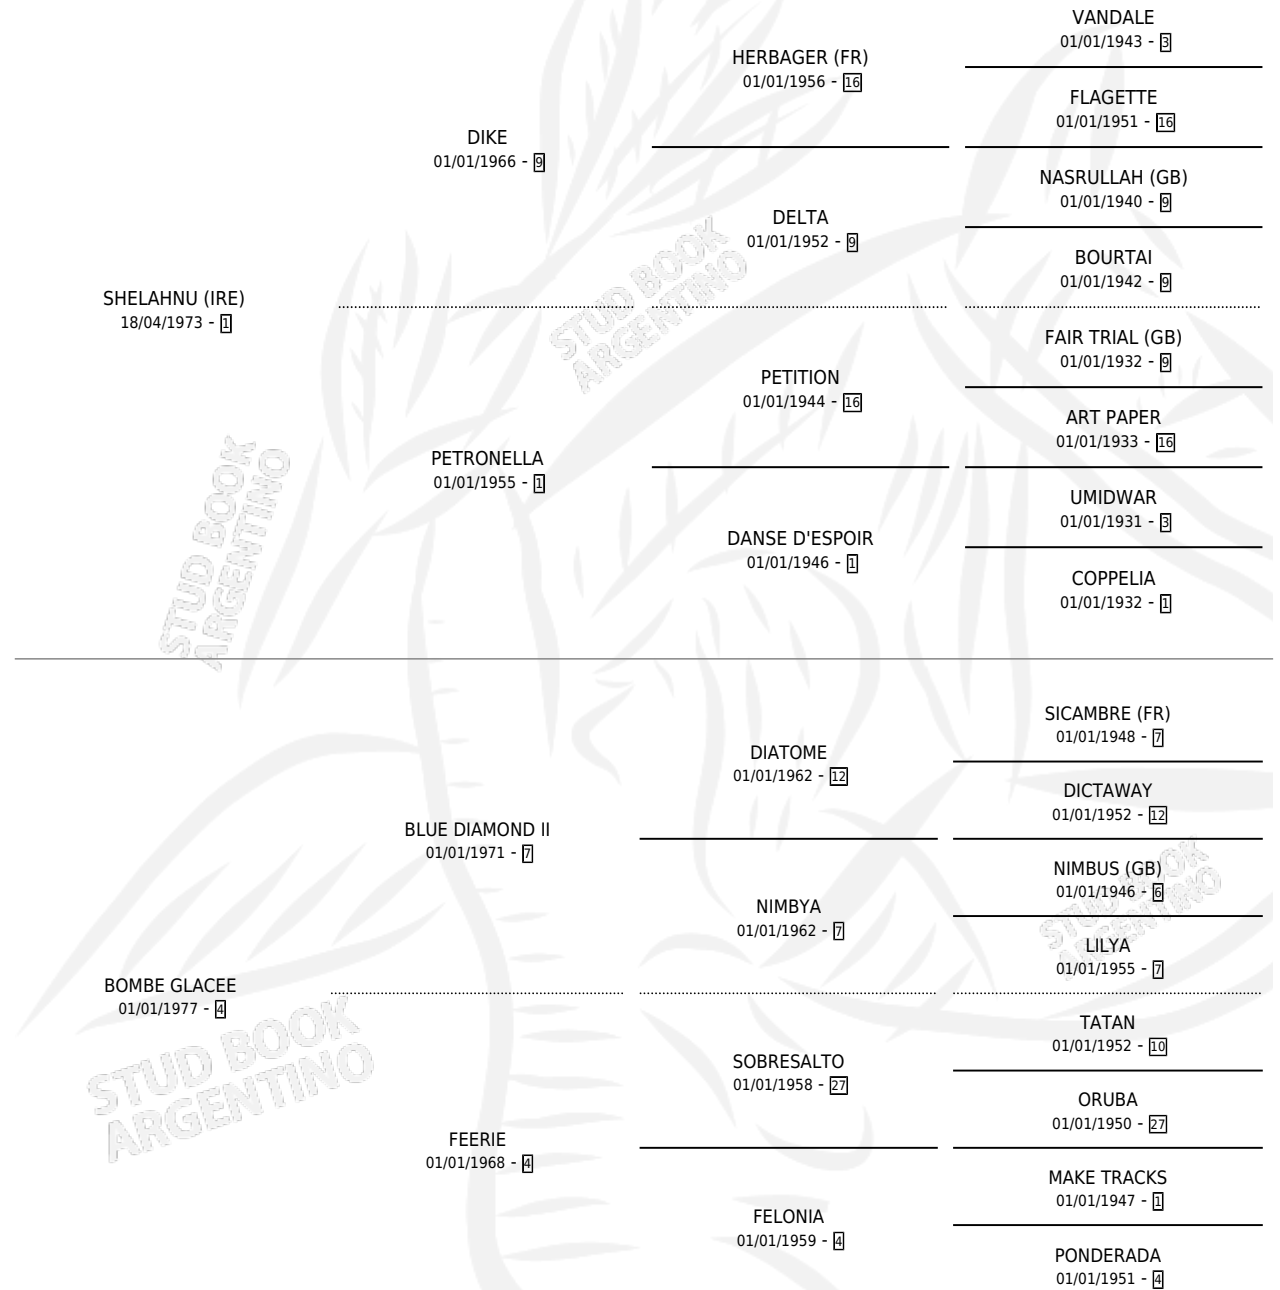 VANDALE
01/01/1943 - 3
HERBAGER (FR)
01/01/1956 - 16
FLAGETTE
01/01/1951 - 16
DIKE
01/01/1966 - 9
NASRULLAH (GB)
01/01/1940 - 9
DELTA
01/01/1952 - 9
BOURTAI
01/01/1942 - 9
SHELAHNU (IRE)
18/04/1973 - 1
FAIR TRIAL (GB)
01/01/1932 - 9
PETITION
01/01/1944 - 16
ART PAPER
01/01/1933 - 16
PETRONELLA
01/01/1955 - 1
UMIDWAR
01/01/1931 - 3
DANSE D'ESPOIR
01/01/1946 - 1
COPPELIA
01/01/1932 - 1
STUD BOOK
ARGENTINO
STUD BOOK
ARGENTINO
SICAMBRE (FR)
01/01/1948 - 7
DIATOME
01/01/1962 - 12
DICTAWAY
01/01/1952 - 12
BLUE DIAMOND II
01/01/1971 - 7
NIMBUS (GB)
01/01/1946 - 6
NIMBYA
01/01/1962 - 7
LILYA
01/01/1955 - 7
STUD BOOK
ARGENTINO
BOMBE GLACEE
01/01/1977 - 4
TATAN
01/01/1952 - 10
SOBRESALTO
01/01/1958 - 27
ORUBA
01/01/1950 - 27
STUD BOOK
ARGENTINO
FEERIE
01/01/1968 - 4
MAKE TRACKS
01/01/1947 - 1
FELONIA
01/01/1959 - 4
PONDERADA
01/01/1951 - 4